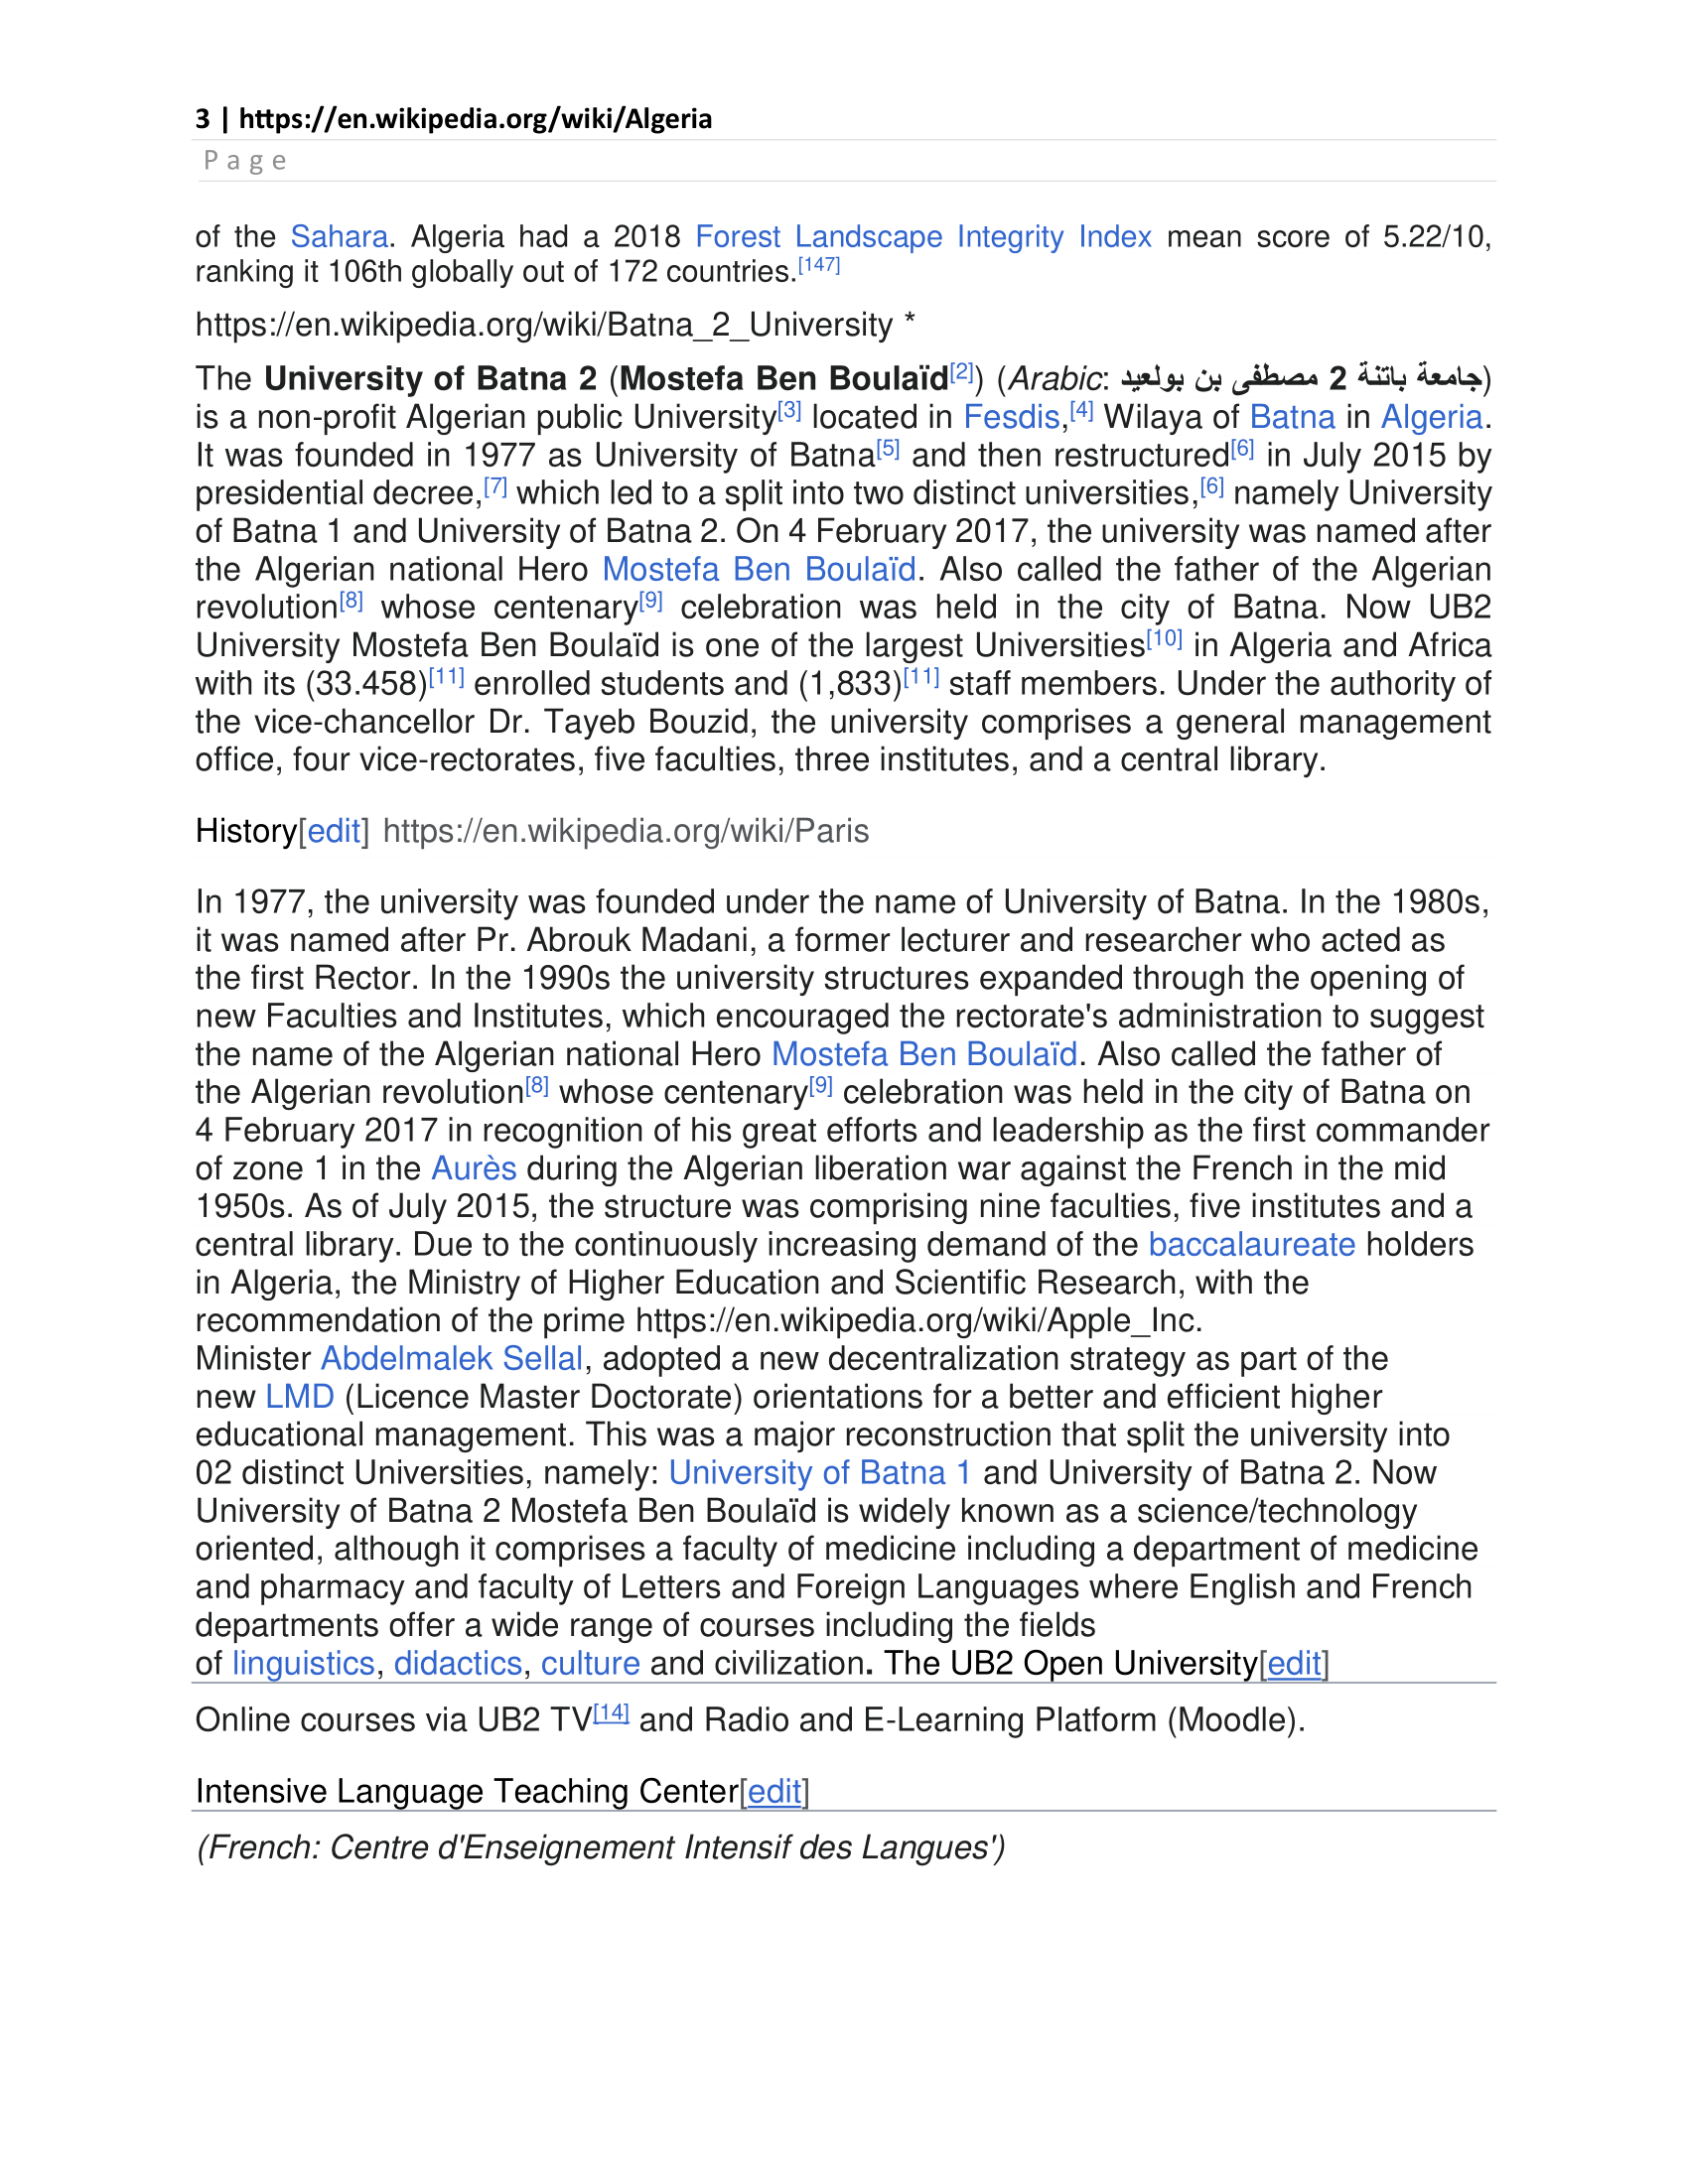 3 | https://en.wikipedia.org/wiki/Algeria
Page
of the Sahara. Algeria had a 2018 Forest Landscape Integrity Index mean score of 5.22/10,
ranking it 106th globally out of 172 countries.[147]
https://en.wikipedia.org/wiki/Batna_2_University *
The University of Batna 2 (Mostefa Ben Boulaïd[2]) (Arabic: جامعة باتنة 2 مصطفى بن بولعيد)
is a non-profit Algerian public University[3] located in Fesdis,[4] Wilaya of Batna in Algeria.
It was founded in 1977 as University of Batna[5] and then restructured[6] in July 2015 by
presidential decree,[7] which led to a split into two distinct universities,[6] namely University
of Batna 1 and University of Batna 2. On 4 February 2017, the university was named after
the Algerian national Hero Mostefa Ben Boulaïd. Also called the father of the Algerian
revolution[8] whose centenary[9] celebration was held in the city of Batna. Now UB2
University Mostefa Ben Boulaïd is one of the largest Universities[10] in Algeria and Africa
with its (33.458)[11] enrolled students and (1,833)[11] staff members. Under the authority of
the vice-chancellor Dr. Tayeb Bouzid, the university comprises a general management
office, four vice-rectorates, five faculties, three institutes, and a central library.
History[edit] https://en.wikipedia.org/wiki/Paris
In 1977, the university was founded under the name of University of Batna. In the 1980s,
it was named after Pr. Abrouk Madani, a former lecturer and researcher who acted as
the first Rector. In the 1990s the university structures expanded through the opening of
new Faculties and Institutes, which encouraged the rectorate's administration to suggest
the name of the Algerian national Hero Mostefa Ben Boulaïd. Also called the father of
the Algerian revolution[8] whose centenary[9] celebration was held in the city of Batna on
4 February 2017 in recognition of his great efforts and leadership as the first commander
of zone 1 in the Aurès during the Algerian liberation war against the French in the mid
1950s. As of July 2015, the structure was comprising nine faculties, five institutes and a
central library. Due to the continuously increasing demand of the baccalaureate holders
in Algeria, the Ministry of Higher Education and Scientific Research, with the
recommendation of the prime https://en.wikipedia.org/wiki/Apple_Inc.
Minister Abdelmalek Sellal, adopted a new decentralization strategy as part of the
new LMD (Licence Master Doctorate) orientations for a better and efficient higher
educational management. This was a major reconstruction that split the university into
02 distinct Universities, namely: University of Batna 1 and University of Batna 2. Now
University of Batna 2 Mostefa Ben Boulaïd is widely known as a science/technology
oriented, although it comprises a faculty of medicine including a department of medicine
and pharmacy and faculty of Letters and Foreign Languages where English and French
departments offer a wide range of courses including the fields
of linguistics, didactics, culture and civilization. The UB2 Open University[edit]
Online courses via UB2 TV[14] and Radio and E-Learning Platform (Moodle).
Intensive Language Teaching Center[edit]
(French: Centre d'Enseignement Intensif des Langues')